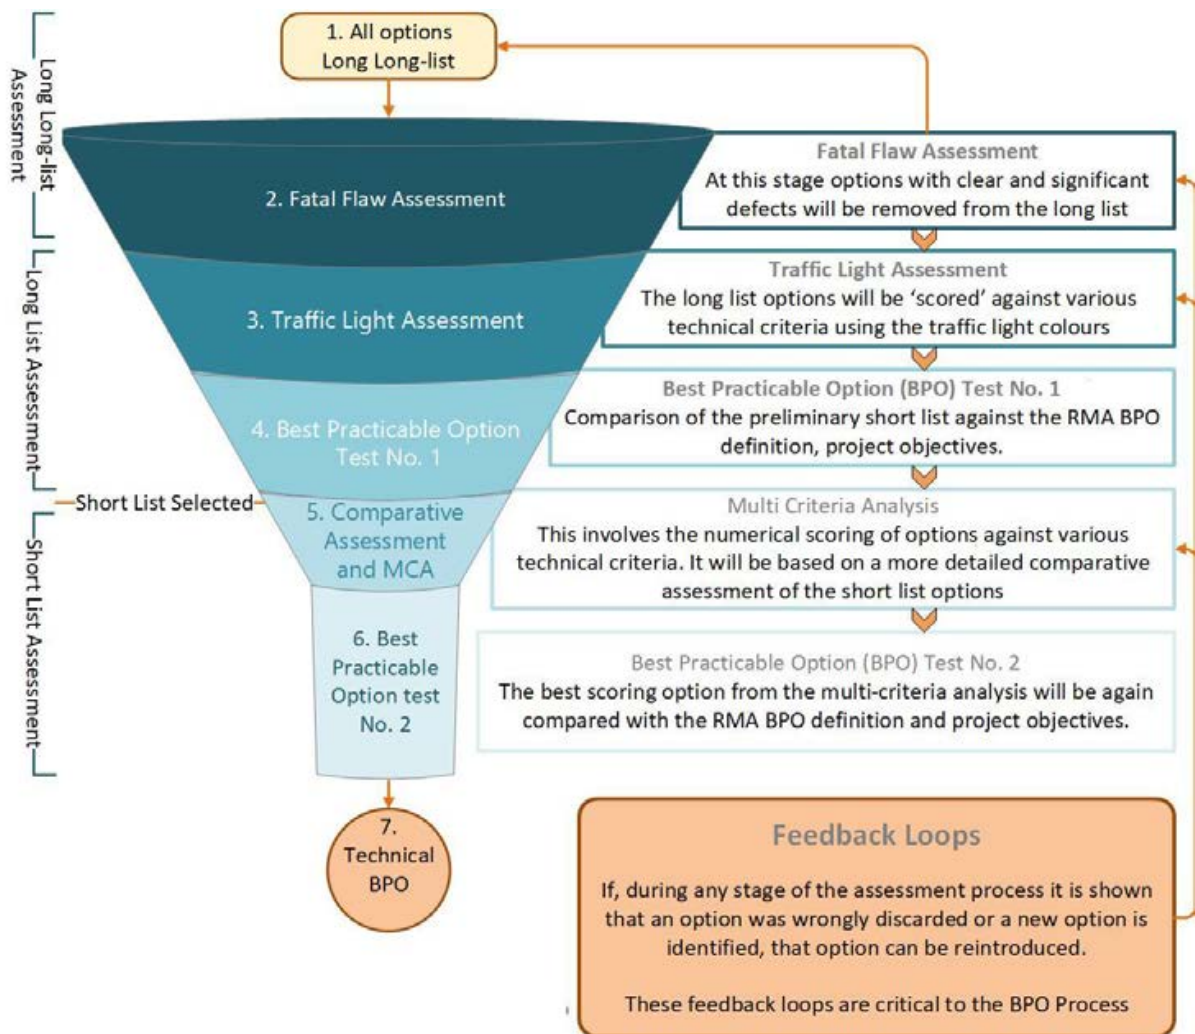 1. All options
Long Long-list
Long Long-list
Assessment
2. Fatal Flaw Assessment
Fatal Flaw Assessment
At this stage options with clear and significant
defects will be removed from the long list
Long List Assessment
3. Traffic Light Assessment
Traffic Light Assessment
The long list options will be ‘scored’ against various
technical criteria using the traffic light colours
4. Best Practicable Option
Test No. 1
Best Practicable Option (BPO) Test No. 1
Comparison of the preliminary short list against the RMA BPO
definition, project objectives.
Short List Selected
Short List Assessment
5. Comparative
Assessment
and MCA
Multi Criteria Analysis
This involves the numerical scoring of options against various
technical criteria. It will be based on a more detailed comparative
assessment of the short list options
6. Best
Practicable
Option test
No. 2
Best Practicable Option (BPO) Test No. 2
The best scoring option from the multi-criteria analysis will be again
compared with the RMA BPO definition and project objectives.
7.
Technical
BPO
Feedback Loops
If, during any stage of the assessment process it is shown
that an option was wrongly discarded or a new option is
identified, that option can be reintroduced.
These feedback loops are critical to the BPO Process